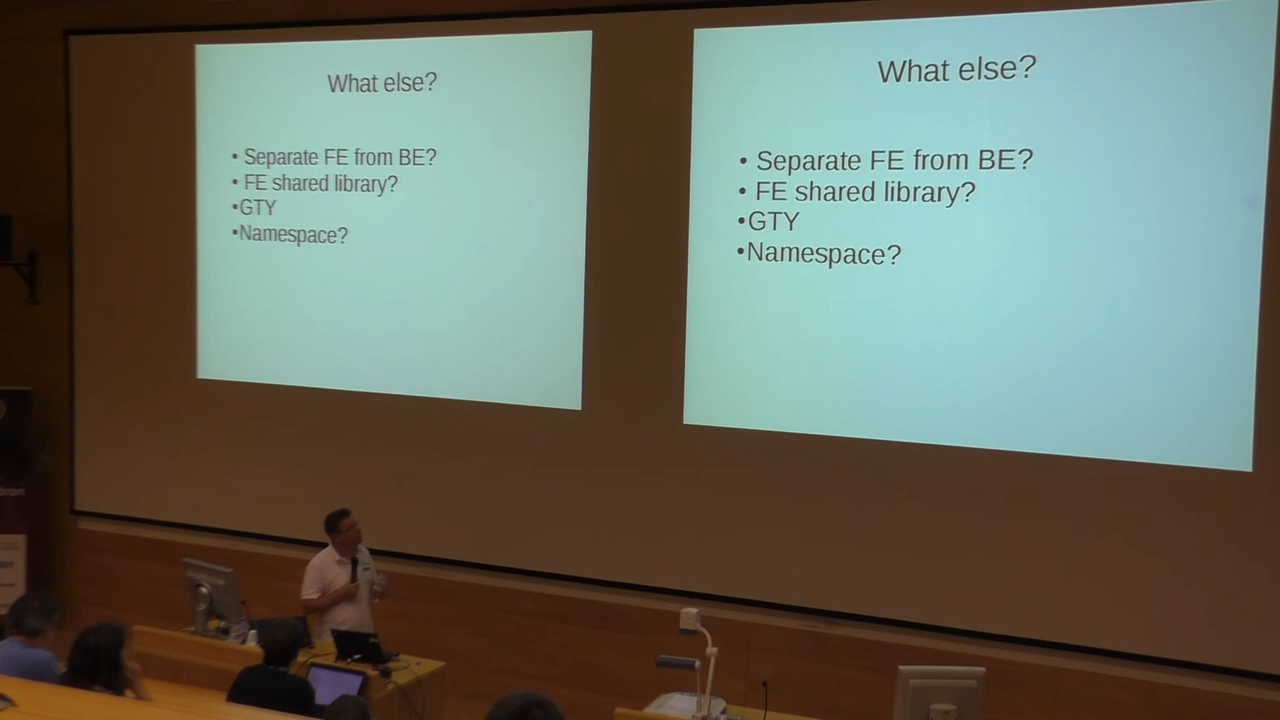 What else?
• Separate FE from BE?
• FE shared library?
•GTY
•Namespace?
What else?
• Separate FE from BE?
• FE shared library?
•GTY
•Namespace?